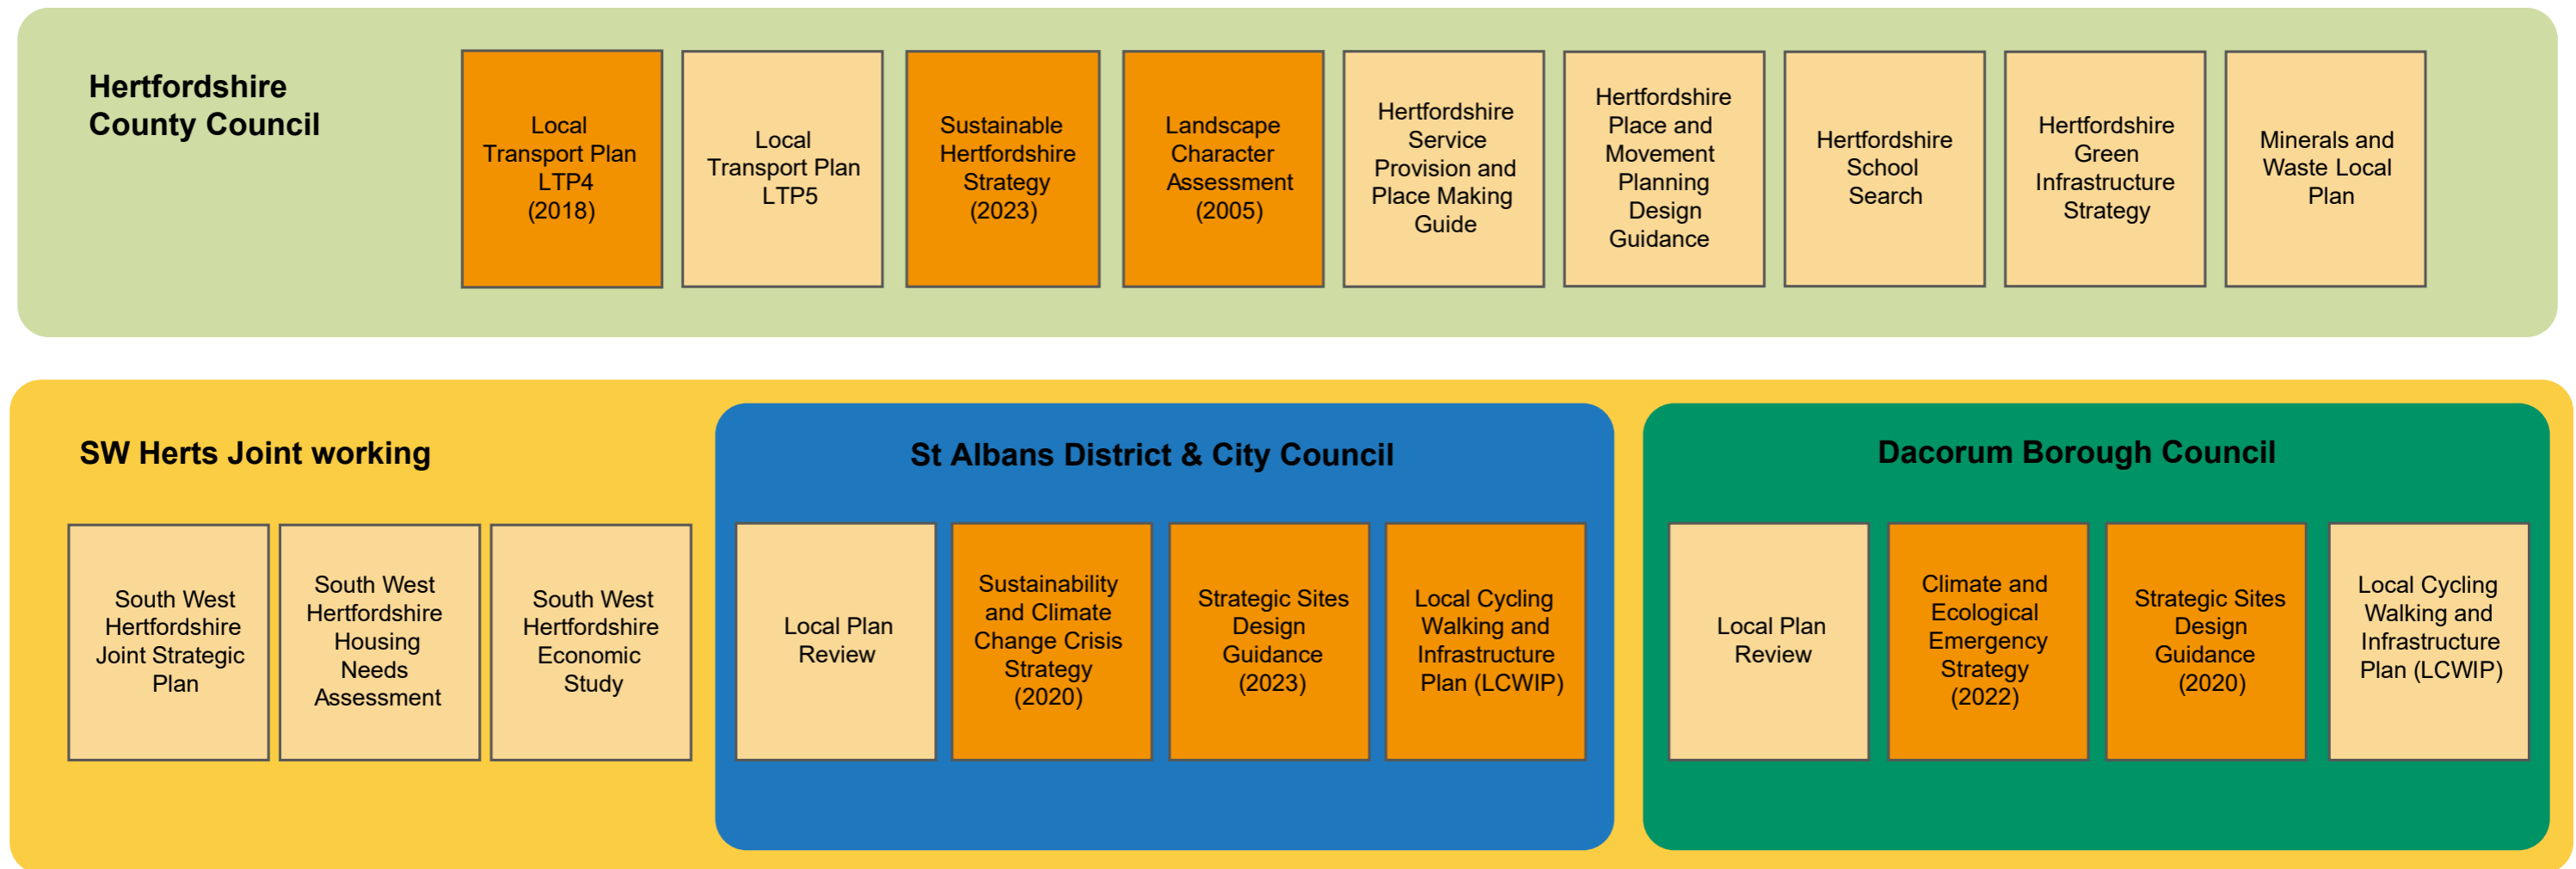 Hertfordshire
County Council
Local
Transport Plan
LTP4
(2018)
Local
Transport Plan
LTP5
Sustainable
Hertfordshire
Strategy
(2023)
Landscape
Character
Assessment
(2005)
Hertfordshire
Service
Provision and
Place Making
Guide
Hertfordshire
Place and
Movement
Planning
Design
Guidance
Hertfordshire
School
Search
Hertfordshire
Green
Infrastructure
Strategy
Minerals and
Waste Local
Plan
SW Herts Joint working
South West
Hertfordshire
Joint Strategic
Plan
South West
Hertfordshire
Housing
Needs
Assessment
South West
Hertfordshire
Economic
Study
St Albans District & City Council
Local Plan
Review
Sustainability
and Climate
Change Crisis
Strategy
(2020)
Strategic Sites
Design
Guidance
(2023)
Local Cycling
Walking and
Infrastructure
Plan (LCWIP)
Dacorum Borough Council
Local Plan
Review
Climate and
Ecological
Emergency
Strategy
(2022)
Strategic Sites
Design
Guidance
(2020)
Local Cycling
Walking and
Infrastructure
Plan (LCWIP)